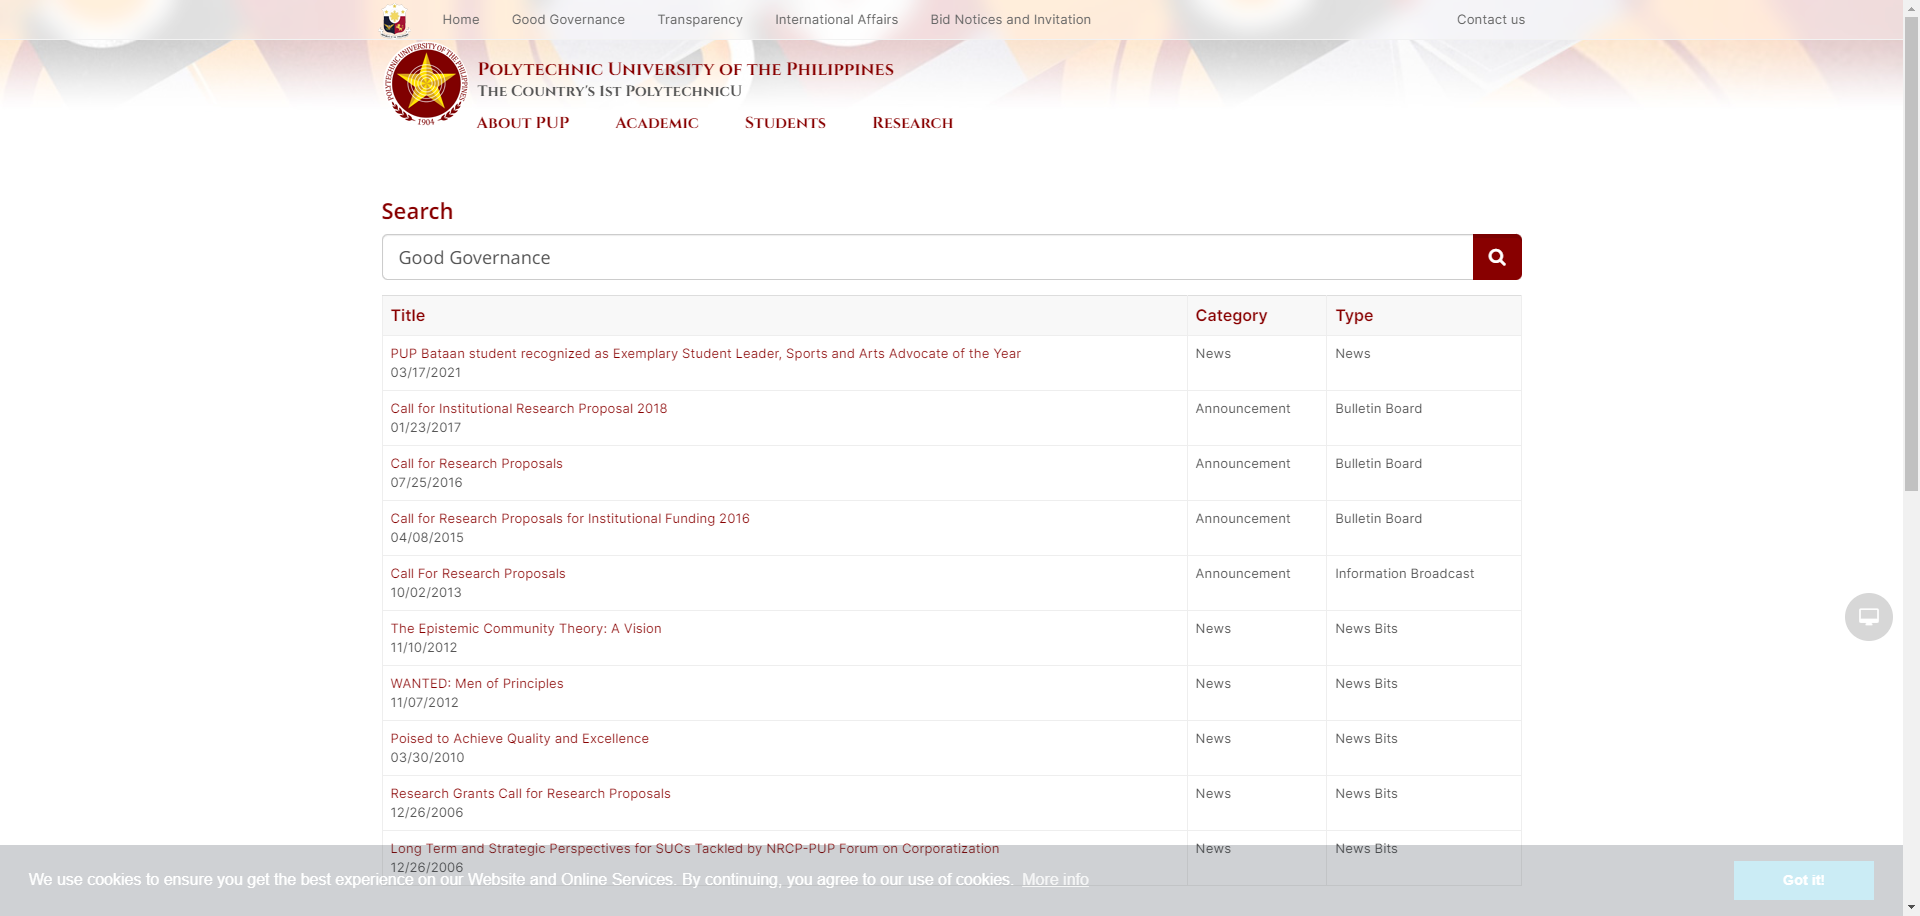 Home Good Governance Transparency International Affairs Bid Notices and Invitation Contact us
POLYTECHNIC UNIVERSITY OF THE PHILIPPINES
1904
Polytechnic University of the Philippines
The Country's 1st PolytechnicU
About PUP Academic Students Research
Search
Good Governance
Title Category Type
PUP Bataan student recognized as Exemplary Student Leader, Sports and Arts Advocate of the Year News News
03/17/2021
Call for Institutional Research Proposal 2018 Announcement Bulletin Board
01/23/2017
Call for Research Proposals Announcement Bulletin Board
07/25/2016
Call for Research Proposals for Institutional Funding 2016 Announcement Bulletin Board
04/08/2015
Call For Research Proposals Announcement Information Broadcast
10/02/2013
The Epistemic Community Theory: A Vision News News Bits
11/10/2012
WANTED: Men of Principles News News Bits
11/07/2012
Poised to Achieve Quality and Excellence News News Bits
03/30/2010
Research Grants Call for Research Proposals News News Bits
12/26/2006
Long Term and Strategic Perspectives for SUCs Tackled by NRCP-PUP Forum on Corporatization News News Bits
12/26/2006
We use cookies to ensure you get the best experience on our Website and Online Services. By continuing, you agree to our use of cookies. More info Got it!